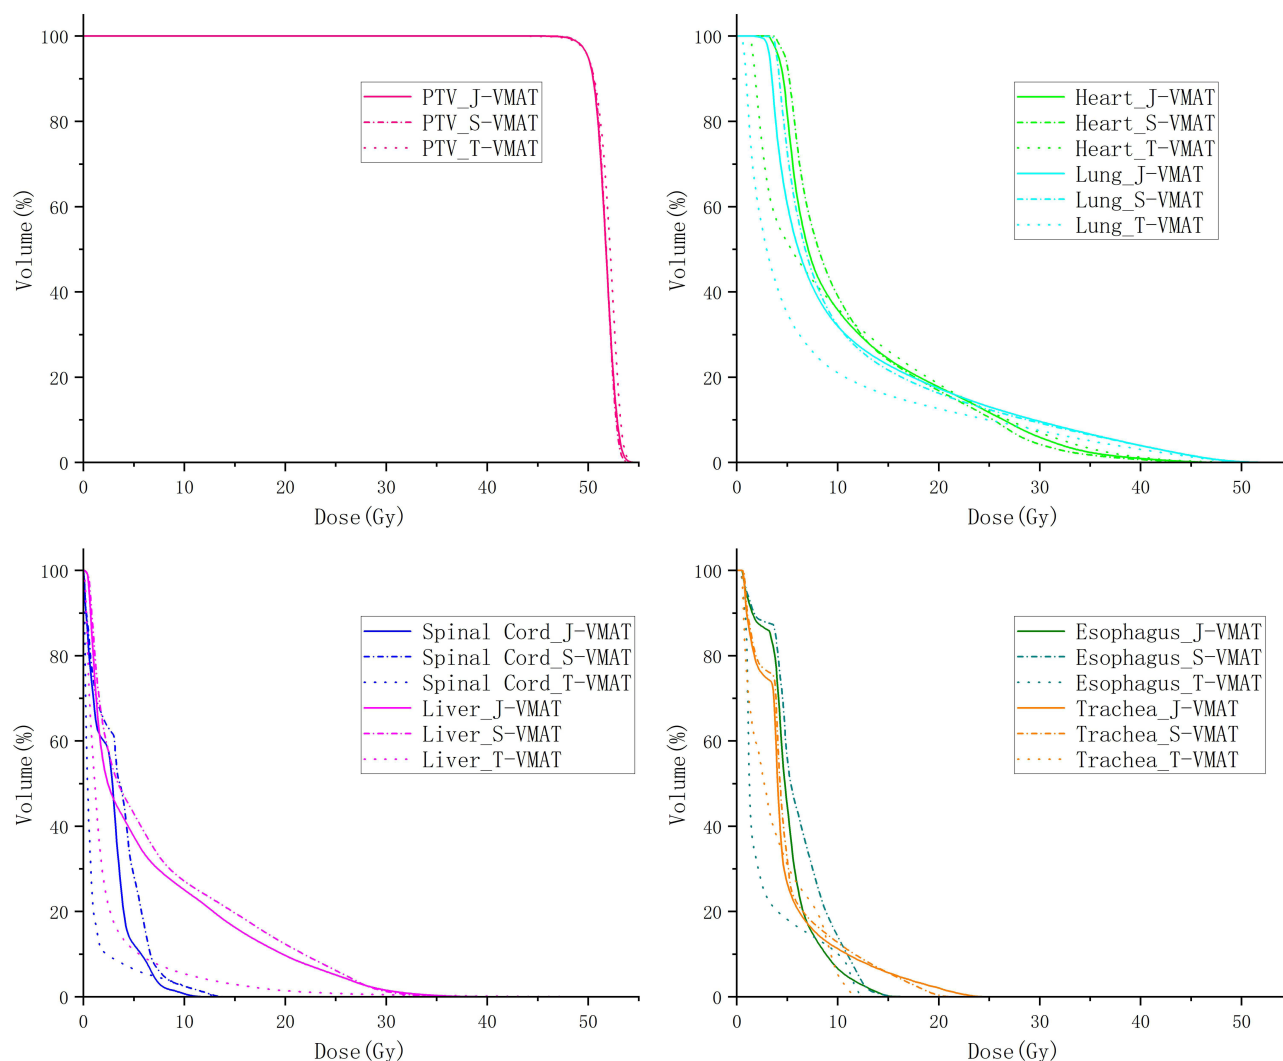 100
80
60
40
20
0
Volume(%)
0 10 20 30 40 50
Dose(Gy)
PTV_J-VMAT
PTV_S-VMAT
PTV_T-VMAT
100
80
60
40
20
0
Volume(%)
0 10 20 30 40 50
Dose(Gy)
Heart_J-VMAT
Heart_S-VMAT
Heart_T-VMAT
Lung_J-VMAT
Lung_S-VMAT
Lung_T-VMAT
100
80
60
40
20
0
Volume(%)
0 10 20 30 40 50
Dose(Gy)
Spinal Cord_J-VMAT
Spinal Cord_S-VMAT
Spinal Cord_T-VMAT
Liver_J-VMAT
Liver_S-VMAT
Liver_T-VMAT
100
80
60
40
20
0
Volume(%)
0 10 20 30 40 50
Dose(Gy)
Esophagus_J-VMAT
Esophagus_S-VMAT
Esophagus_T-VMAT
Trachea_J-VMAT
Trachea_S-VMAT
Trachea_T-VMAT